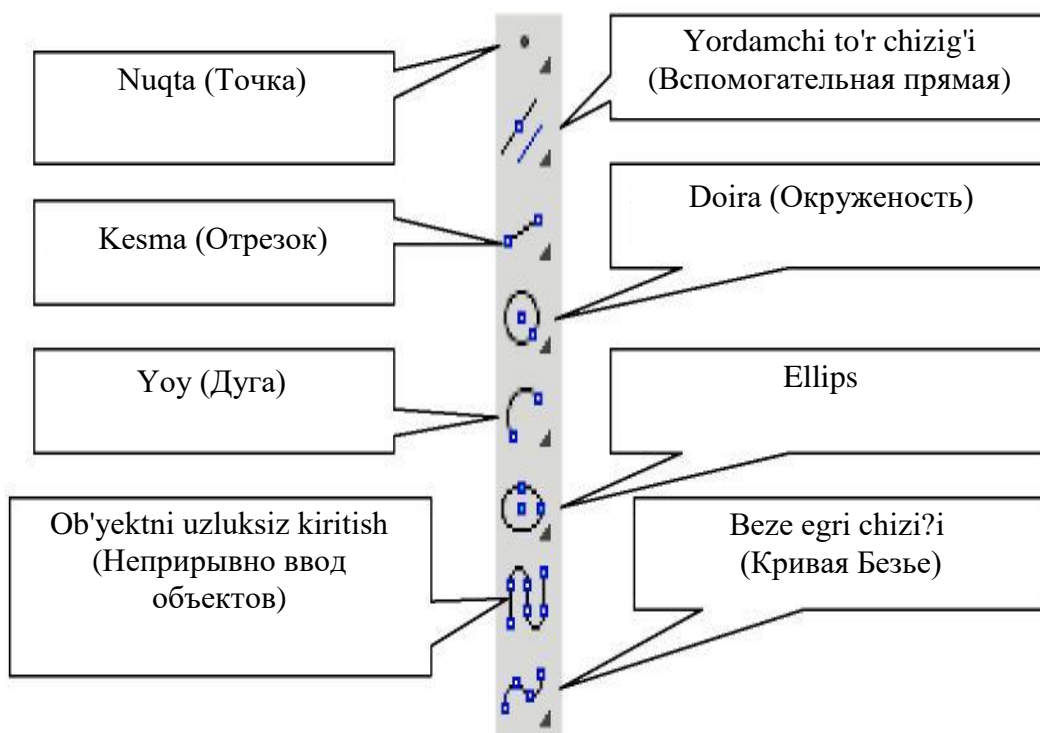 Nuqta (Точка)
Yordamchi to'r chizig'i
(Вспомогательная прямая)
Kesma (Отрезок)
Doira (Окруженость)
Yoy (Дуга)
Ellips
Ob'yektni uzluksiz kiritish
(Неприрывно ввод
объектов)
Beze egri chizi?i
(Кривая Безье)